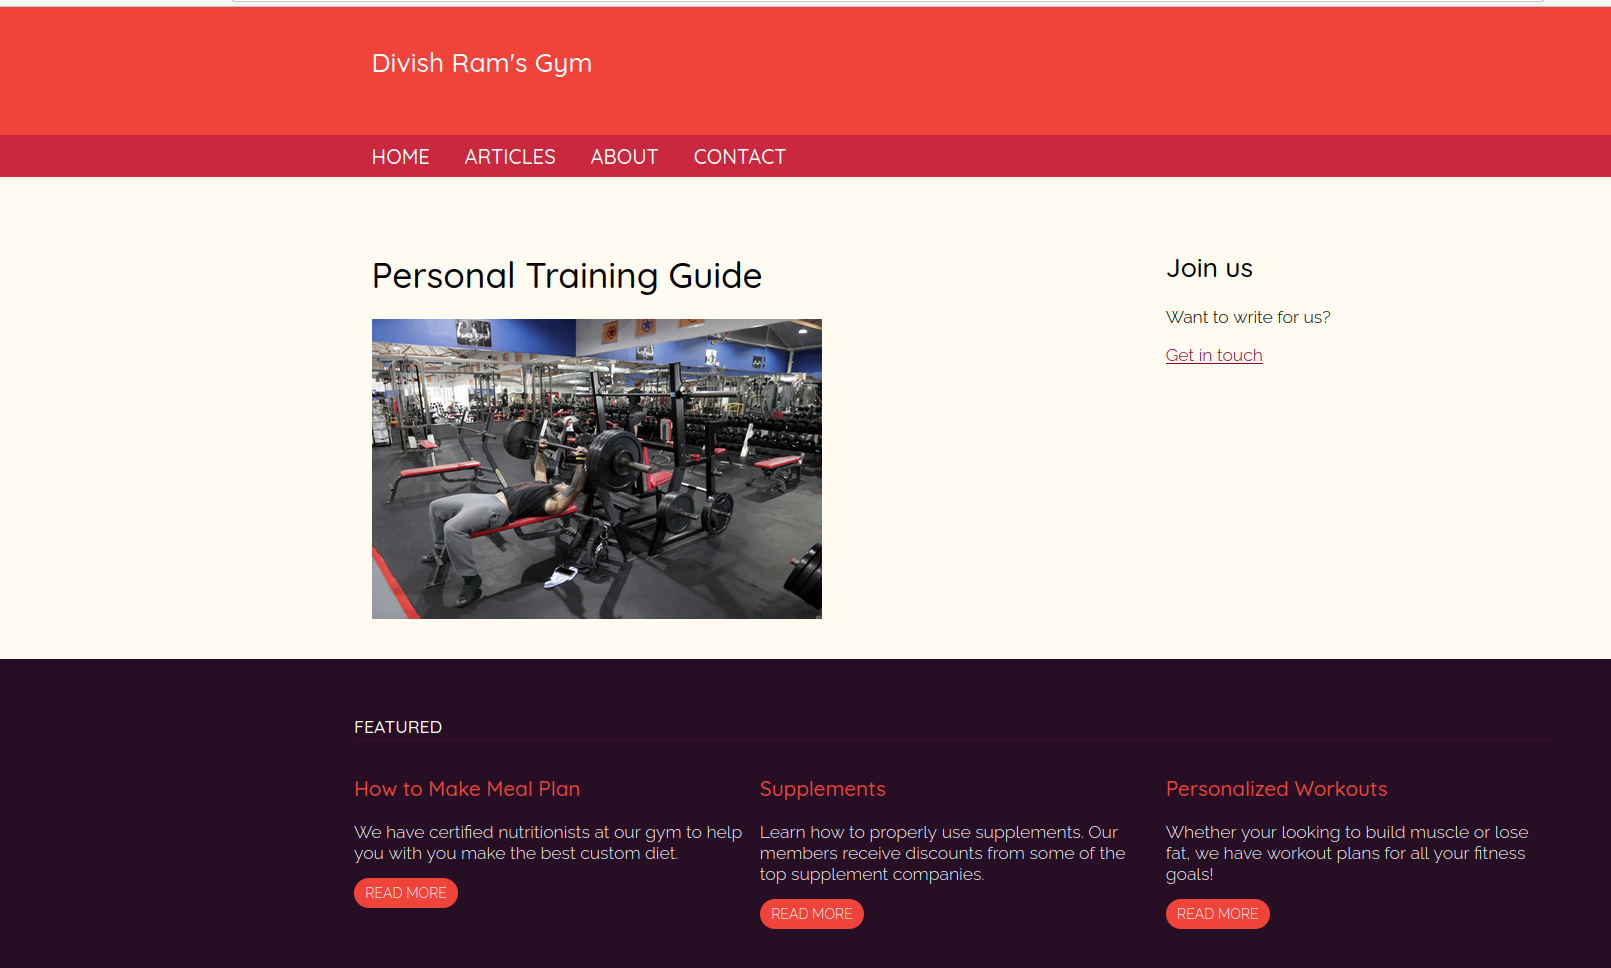 Divish Ram's Gym
HOME ARTICLES ABOUT CONTACT
Personal Training Guide
Join us
Want to write for us?
Get in touch
FEATURED
How to Make Meal Plan
We have certified nutritionists at our gym to help
you with you make the best custom diet.
READ MORE
Supplements
Learn how to properly use supplements. Our
members receive discounts from some of the
top supplement companies.
READ MORE
Personalized Workouts
Whether your looking to build muscle or lose
fat, we have workout plans for all your fitness
goals!
READ MORE